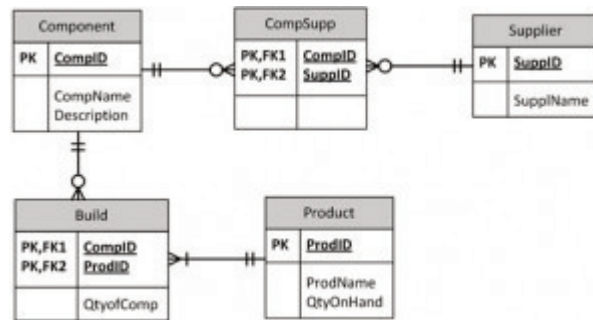 Component
PK CompID
CompName
Description
CompSupp
PK,FK1 CompID
PK,FK2 SuppID
Supplier
PK SuppID
SupplName
Build
PK,FK1 CompID
PK,FK2 ProdID
QtyofComp
Product
PK ProdID
ProdName
QtyOnHand